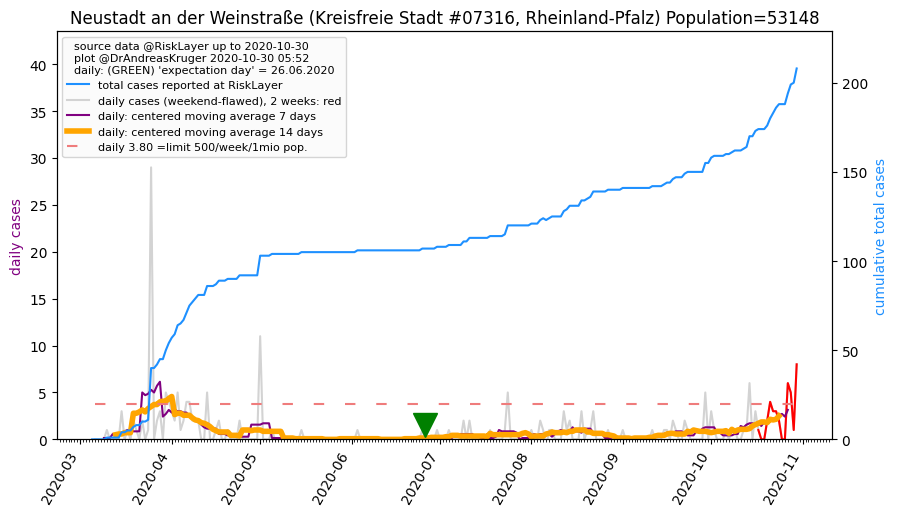 Neustadt an der Weinstraße (Kreisfreie Stadt #07316, Rheinland-Pfalz) Population=53148
source data @RiskLayer up to 2020-10-30
plot @DrAndreasKruger 2020-10-30 05:52
daily: (GREEN) 'expectation day' = 26.06.2020
total cases reported at RiskLayer
daily cases (weekend-flawed), 2 weeks: red
daily: centered moving average 7 days
daily: centered moving average 14 days
daily 3.80 =limit 500/week/1mio pop.
daily cases
40
35
30
25
20
15
10
5
0
cumulative total cases
200
150
100
50
0
2020-03
2020-04
2020-05
2020-06
2020-07
2020-08
2020-09
2020-10
2020-11